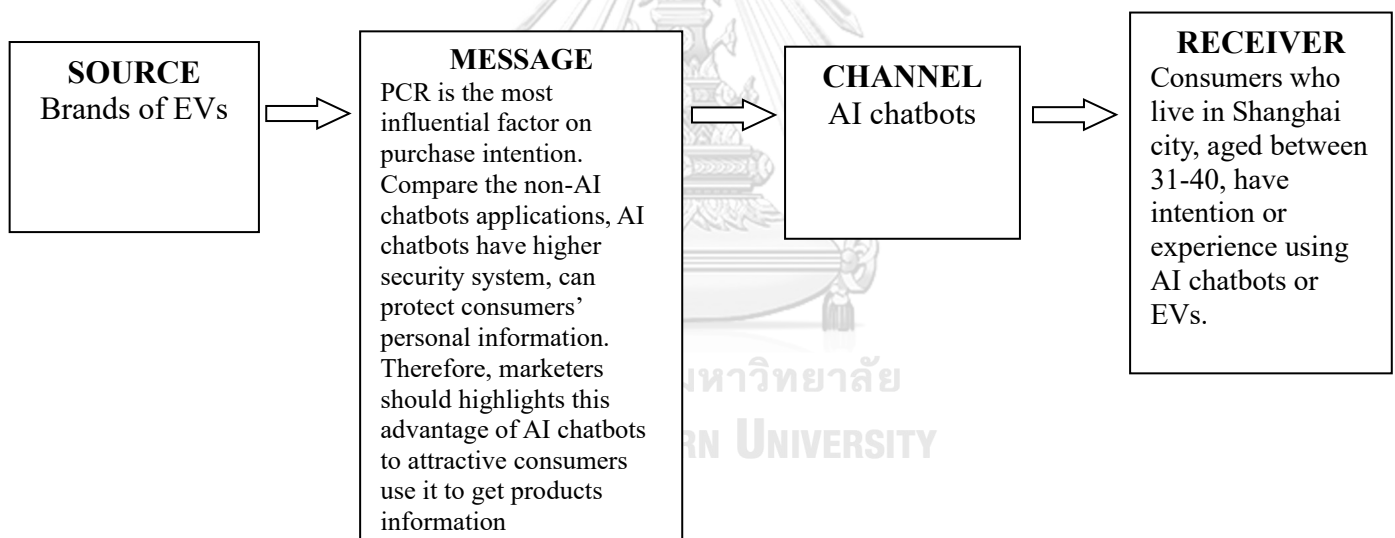 SOURCE
Brands of EVs
MESSAGE
PCR is the most
influential factor on
purchase intention.
Compare the non-AI
chatbots applications, AI
chatbots have higher
security system, can
protect consumers’
personal information.
Therefore, marketers
should highlights this
advantage of AI chatbots
to attractive consumers
use it to get products
information
CHANNEL
AI chatbots
RECEIVER
Consumers who
live in Shanghai
city, aged between
31-40, have
intention or
experience using
AI chatbots or
EVs.
UNIVERSITY